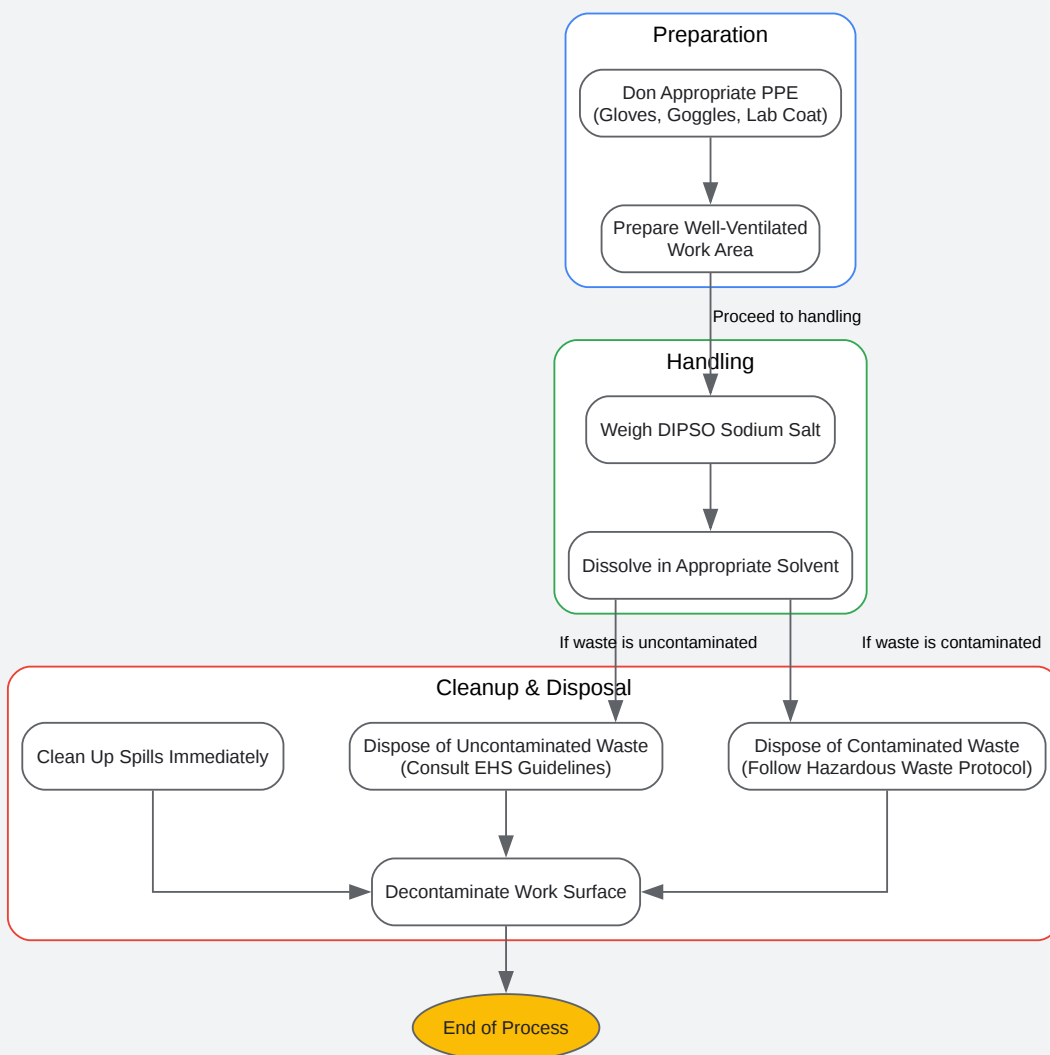 Preparation
Don Appropriate PPE
(Gloves, Goggles, Lab Coat)
Prepare Well-Ventilated
Work Area
Proceed to handling
Handling
Weigh DIPSO Sodium Salt
Dissolve in Appropriate Solvent
If waste is uncontaminated
If waste is contaminated
Cleanup & Disposal
Clean Up Spills Immediately
Dispose of Uncontaminated Waste
(Consult EHS Guidelines)
Dispose of Contaminated Waste
(Follow Hazardous Waste Protocol)
Decontaminate Work Surface
End of Process